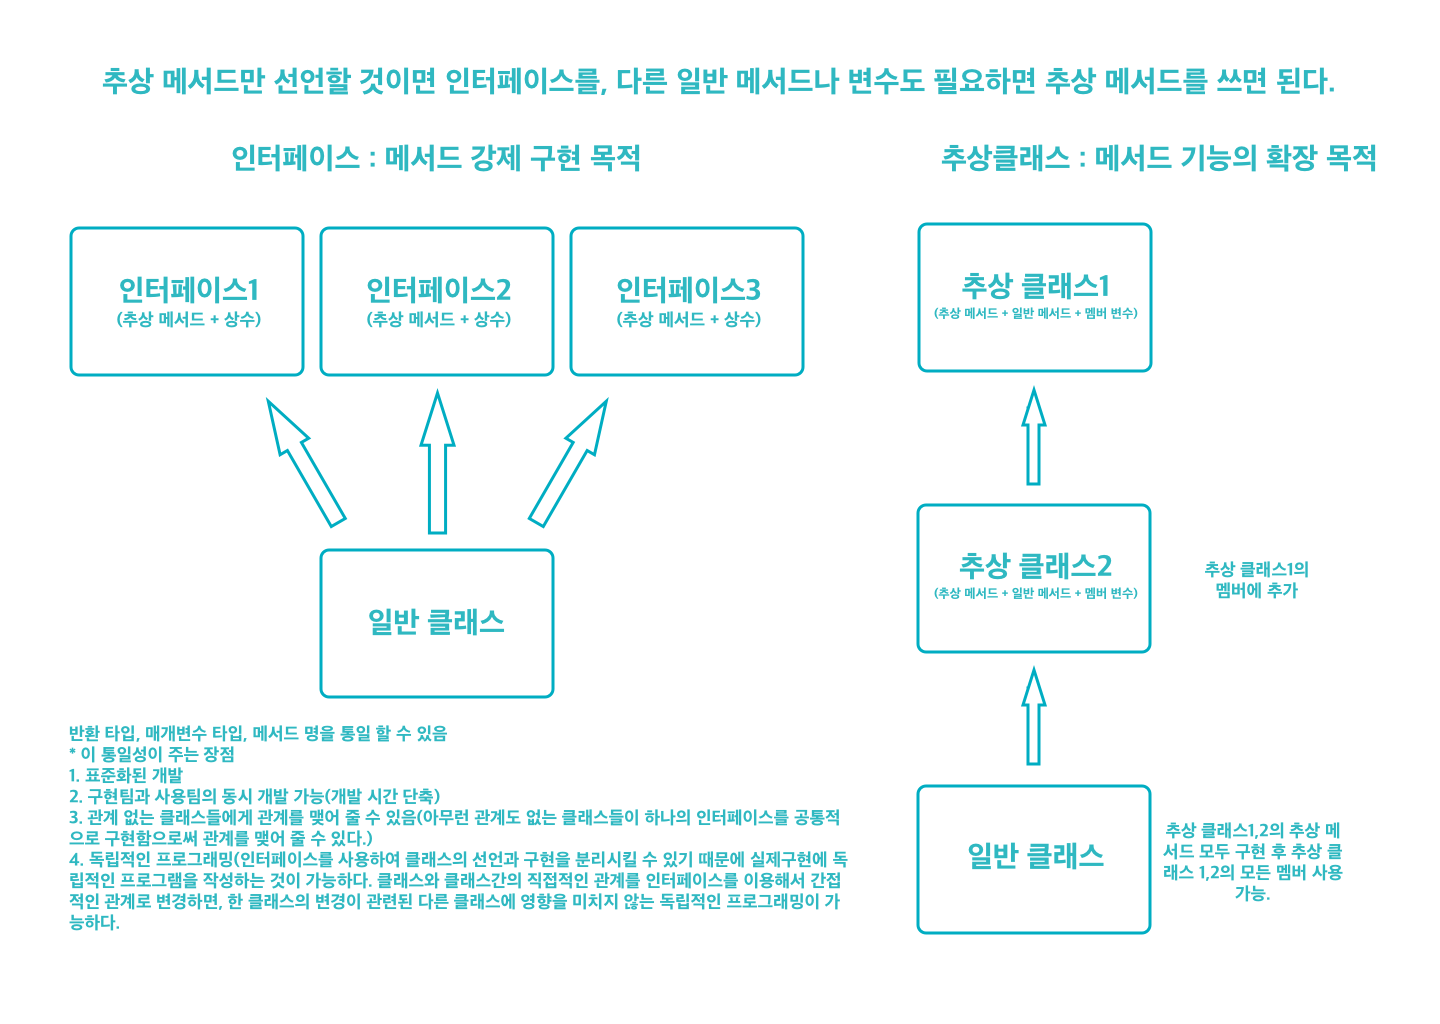 추상 메서드만 선언할 것이면 인터페이스를, 다른 일반 메서드나 변수도 필요하면 추상 메서드를 쓰면 된다.
인터페이스 : 메서드 강제 구현 목적
인터페이스1
(추상 메서드 + 상수)
인터페이스2
(추상 메서드 + 상수)
인터페이스3
(추상 메서드 + 상수)
일반 클래스
반환 타입, 매개변수 타입, 메서드 명을 통일 할 수 있음
* 이 통일성이 주는 장점
1. 표준화된 개발
2. 구현팀과 사용팀의 동시 개발 가능(개발 시간 단축)
3. 관계 없는 클래스들에게 관계를 맺어 줄 수 있음(아무런 관계도 없는 클래스들이 하나의 인터페이스를 공통적
으로 구현함으로써 관계를 맺어 줄 수 있다.)
4. 독립적인 프로그래밍(인터페이스를 사용하여 클래스의 선언과 구현을 분리시킬 수 있기 때문에 실제구현에 독
립적인 프로그램을 작성하는 것이 가능하다. 클래스와 클래스간의 직접적인 관계를 인터페이스를 이용해서 간접
적인 관계로 변경하면, 한 클래스의 변경이 관련된 다른 클래스에 영향을 미치지 않는 독립적인 프로그래밍이 가
능하다.
추상클래스 : 메서드 기능의 확장 목적
추상 클래스1
(추상 메서드 + 일반 메서드 + 멤버 변수)
추상 클래스2
(추상 메서드 + 일반 메서드 + 멤버 변수)
추상 클래스1의
멤버에 추가
일반 클래스
추상 클래스1,2의 추상 메
서드 모두 구현 후 추상 클
래스 1,2의 모든 멤버 사용
가능.